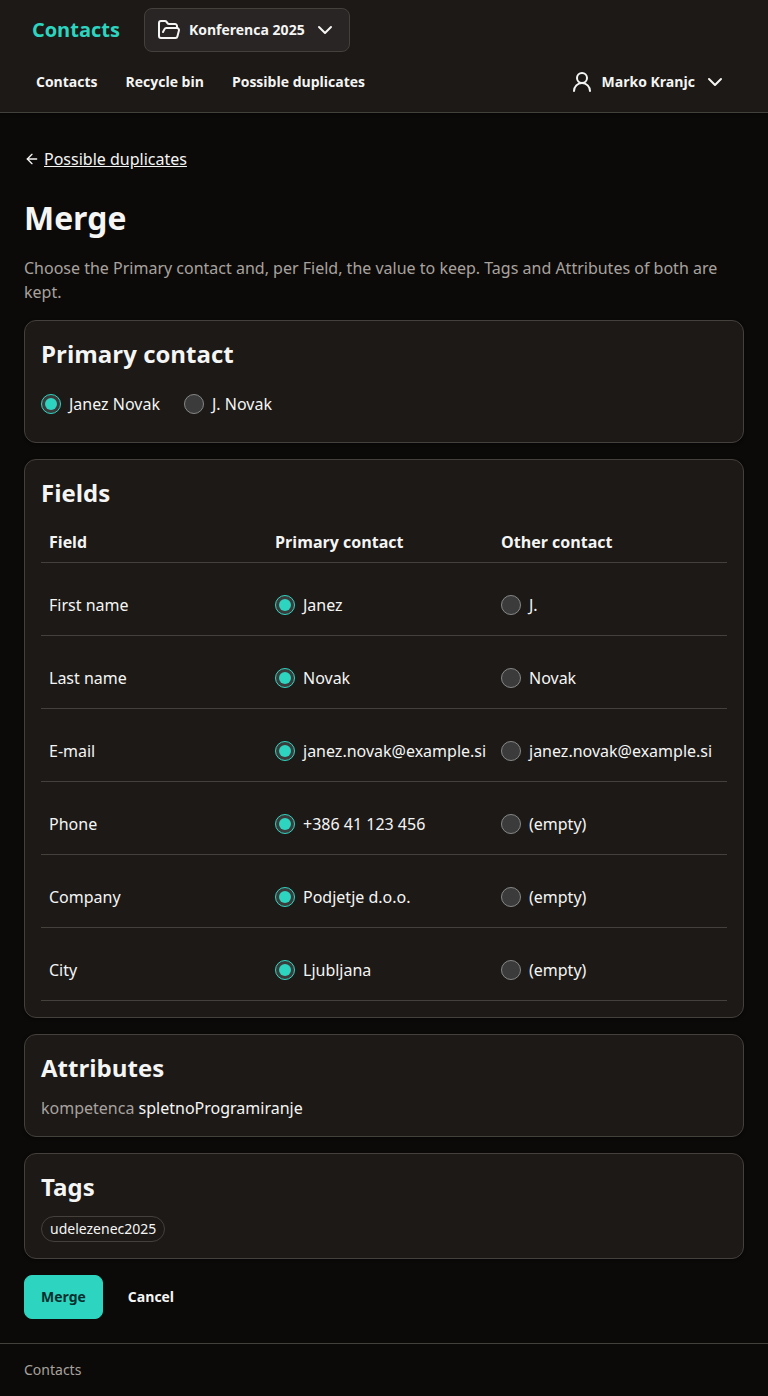 Contacts
Konferenca 2025
Contacts
Recycle bin
Possible duplicates
Marko Kranjc
Possible duplicates
Merge
Choose the Primary contact and, per Field, the value to keep. Tags and Attributes of both are
kept.
Primary contact
Janez Novak
J. Novak
Fields
Field Primary contact Other contact
First name Janez J.
Last name Novak Novak
E-mail janez.novak@example.si janez.novak@example.si
Phone +386 41 123 456 (empty)
Company Podjetje d.o.o. (empty)
City Ljubljana (empty)
Attributes
kompetenca spletnoProgramiranje
Tags
udelezenec2025
Merge
Cancel
Contacts